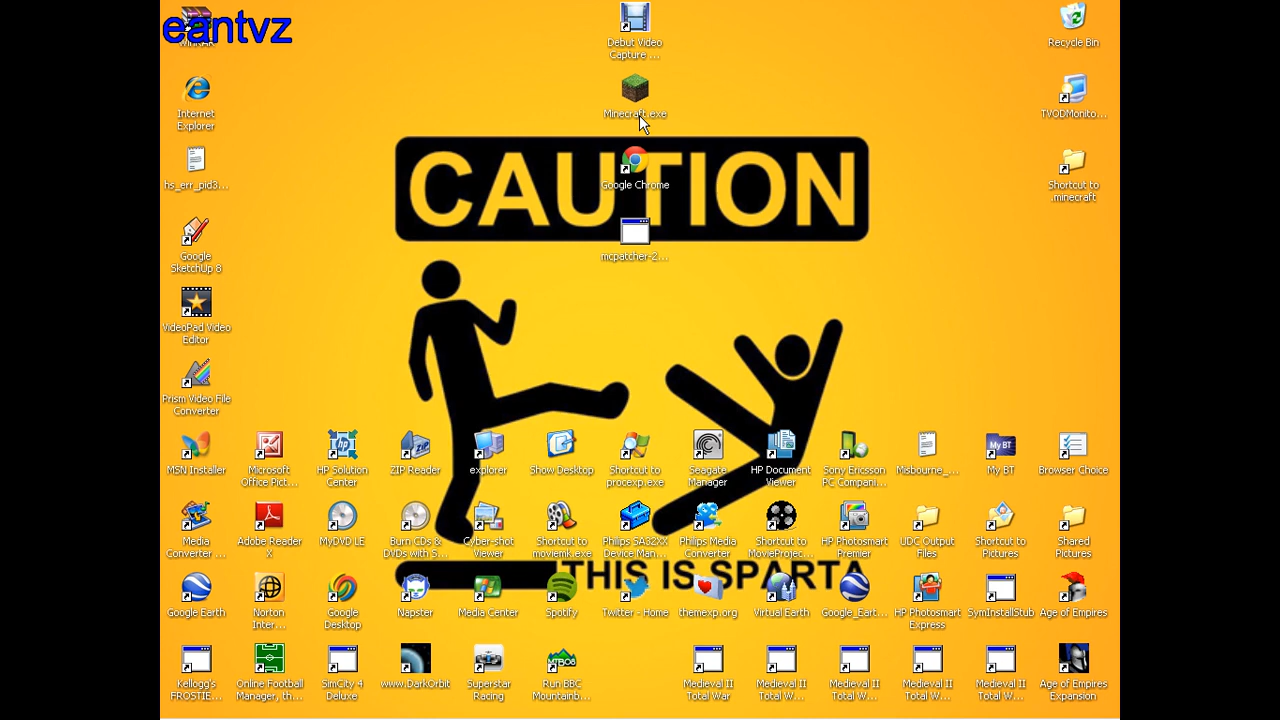 eantvz
WinRAR
Debut Video
Capture ...
Recycle Bin
Internet
Explorer
Minecraft.exe
TVODMonito...
CAUTION
hs_err_pid3...
Google Chrome
Shortcut to
.minecraft
Google
SketchUp 8
mcpatcher-2...
VideoPad Video
Editor
Prism Video File
Converter
MSN Installer
Microsoft
Office Pict...
HP Solution
Center
ZIP Reader
explorer
Show Desktop
Shortcut to
procexp.exe
Seagate
Manager
HP Document
Viewer
Sony Ericsson
PC Compani...
Misbourne_...
My BT
My BT
Browser Choice
Media
Converter ...
Adobe Reader
X
MyDVD LE
Burn CDs &
DVDs with S...
Cyber-shot
Viewer
Shortcut to
moviemk.exe
Philips SA32XX
Device Man...
Philips Media
Converter
Shortcut to
MovieProjec...
HP Photosmart
Premier
UDC Output
Files
Shortcut to
Pictures
Shared
Pictures
THIS IS SPARTA
Google Earth
Norton
Inter...
Google
Desktop
Napster
Media Center
Spotify
Twitter - Home
themexp.org
Virtual Earth
Google_Eart...
HP Photosmart
Express
SymInstallStub
Age of Empires
Kellogg's
FROSTIE...
Online Football
Manager, th...
SimCity 4
Deluxe
www.DarkOrbit
Superstar
Racing
MTBOB
Run BBC
Mountainb...
Medieval II
Total War
Medieval II
Total W...
Medieval II
Total W...
Medieval II
Total W...
Medieval II
Total W...
Age of Empires
Expansion